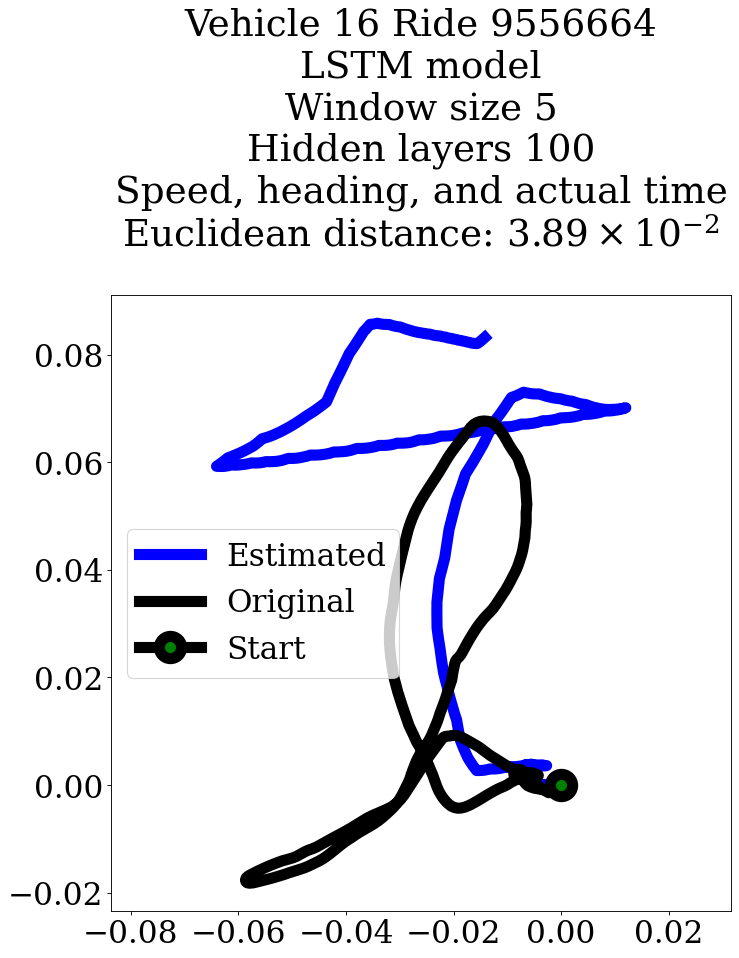 Vehicle 16 Ride 9556664
LSTM model
Window size 5
Hidden layers 100
Speed, heading, and actual time
Euclidean distance: 3.89 × 10⁻²
0.08
0.06
0.04
0.02
0.00
−0.02
Estimated
Original
Start
−0.08 −0.06 −0.04 −0.02 0.00 0.02